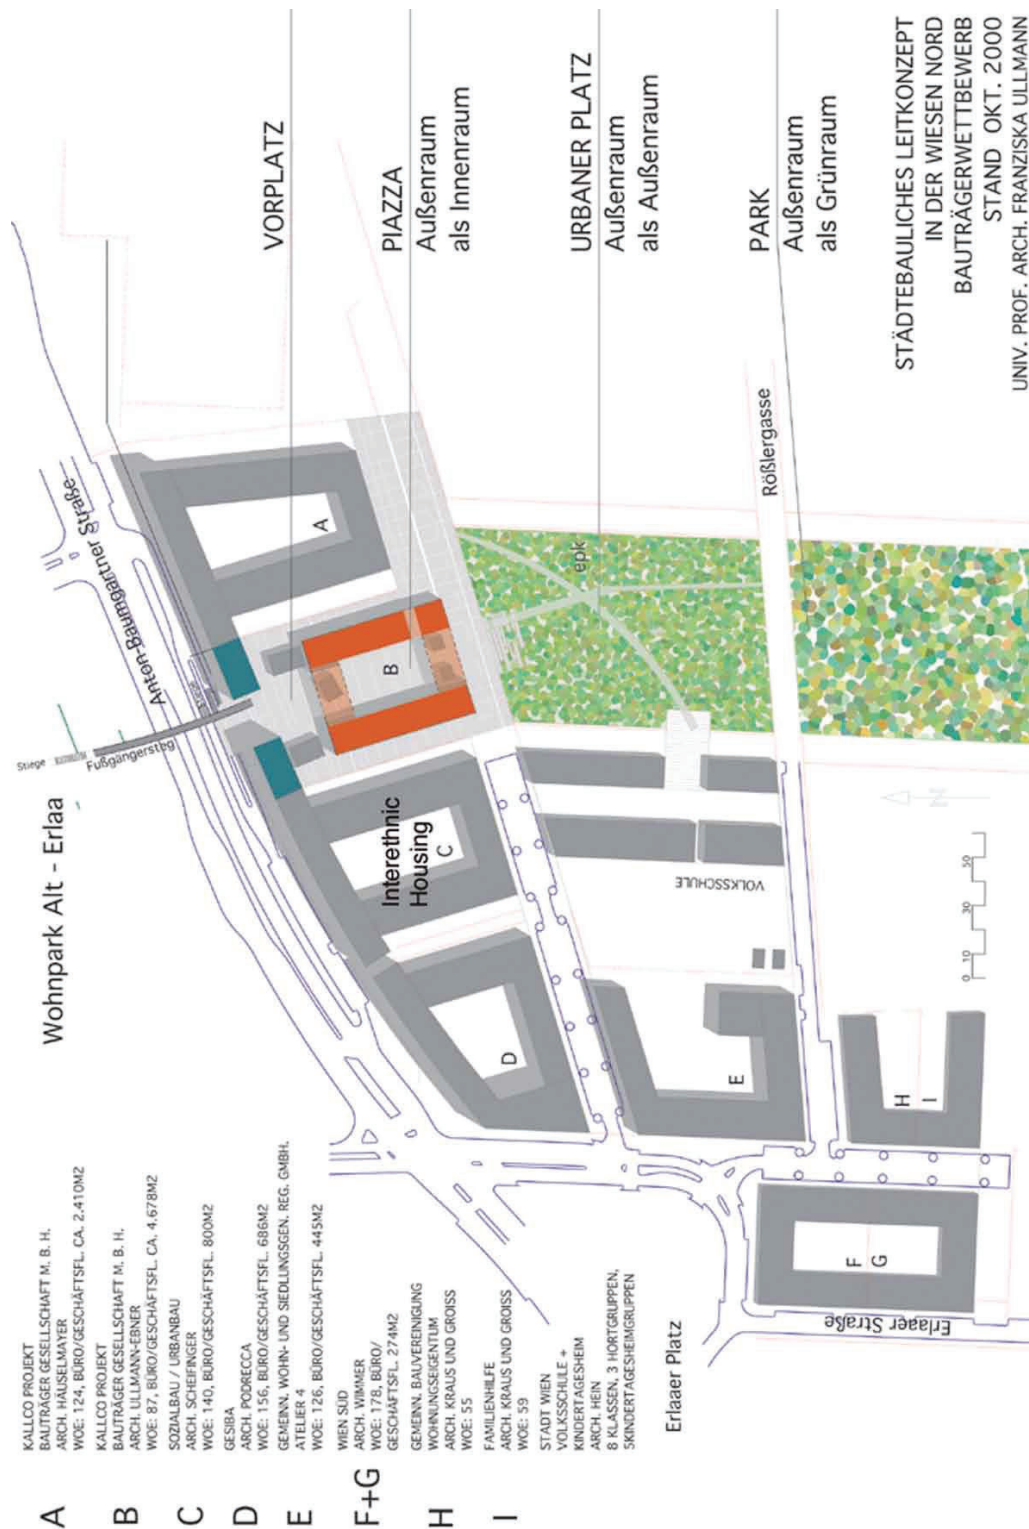 A
KALLCO PROJEKT
BAUTRÄGER GESELLSCHAFT M. B. H.
ARCH. HÄUSELMAYER
WOE: 124, BÜRO/GESCHÄFTSFL. CA. 2.410M2
B
KALLCO PROJEKT
BAUTRÄGER GESELLSCHAFT M. B. H.
ARCH. ULLMANN-EBNER
WOE: 87, BÜRO/GESCHÄFTSFL. CA. 4.678M2
C
SOZIALBAU / URBANBAU
ARCH. SCHEIFINGER
WOE: 140, BÜRO/GESCHÄFTSFL. 800M2
D
GESIBA
ARCH. PODRECCA
WOE: 156, BÜRO/GESCHÄFTSFL. 686M2
E
GEMEINN. WOHN- UND SIEDLUNGSGEN. REG. GMBH.
ATELIER 4
WOE: 126, BÜRO/GESCHÄFTSFL. 445M2
F+G
WIEN SÜD
ARCH. WIMMER
WOE: 178, BÜRO/
GESCHÄFTSFL. 274M2
H
GEMEINN. BAUVEREINIGUNG
WOHNUNGSEIGENTUM
ARCH. KRAUS UND GROISS
WOE: 55
I
FAMILIENHILFE
ARCH. KRAUS UND GROISS
WOE: 59
STADT WIEN
VOLKSSCHULE +
KINDERTAGESHEIM
ARCH. HEIN
8 KLASSEN, 3 HORTGRUPPEN,
5KINDERTAGESHEIMGRUPPEN
Wohnpark Alt - Erlaa
Stiege
Fußgängersteg
Anton-Baumgartner Straße
A
B
Interethnic
Housing
C
D
E
F
G
H
I
VOLKSSCHULE
epk
Rößlergasse
Erlaaer Platz
Erlaaer Straße
N
0 10 30 50
VORPLATZ
PIAZZA
Außenraum
als Innenraum
URBANER PLATZ
Außenraum
als Außenraum
PARK
Außenraum
als Grünraum
STÄDTEBAULICHES LEITKONZEPT
IN DER WIESEN NORD
BAUTRÄGERWETTBEWERB
STAND OKT. 2000
UNIV. PROF. ARCH. FRANZISKA ULLMANN